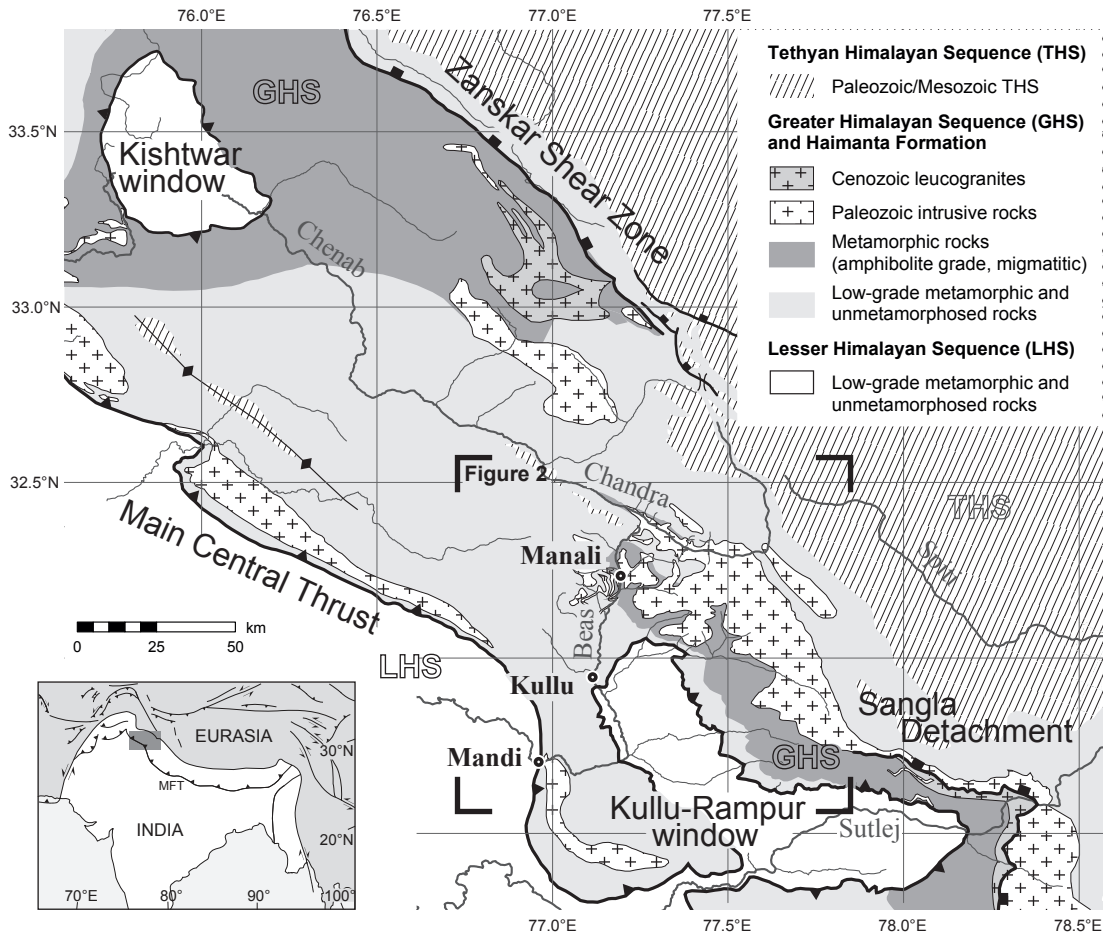 76.0°E
76.5°E
77.0°E
77.5°E
Tethyan Himalayan Sequence (THS)
Paleozoic/Mesozoic THS
Greater Himalayan Sequence (GHS)
and Haimanta Formation
Cenozoic leucogranites
Paleozoic intrusive rocks
Metamorphic rocks
(amphibolite grade, migmatitic)
Low-grade metamorphic and
unmetamorphosed rocks
Lesser Himalayan Sequence (LHS)
Low-grade metamorphic and
unmetamorphosed rocks
GHS
Zanskar Shear Zone
33.5°N
Kishtwar
window
Chenab
33.0°N
32.5°N
Figure 2
Chandra
THS
Spiti
Main Central Thrust
Manali
Beas
0
25
50
km
LHS
Kullu
Sangla
Detachment
Mandi
GHS
Kullu-Rampur
window
Sutlej
EURASIA
MFT
INDIA
30°N
20°N
70°E
80°
90°
100°
77.0°E
77.5°E
78.0°E
78.5°E